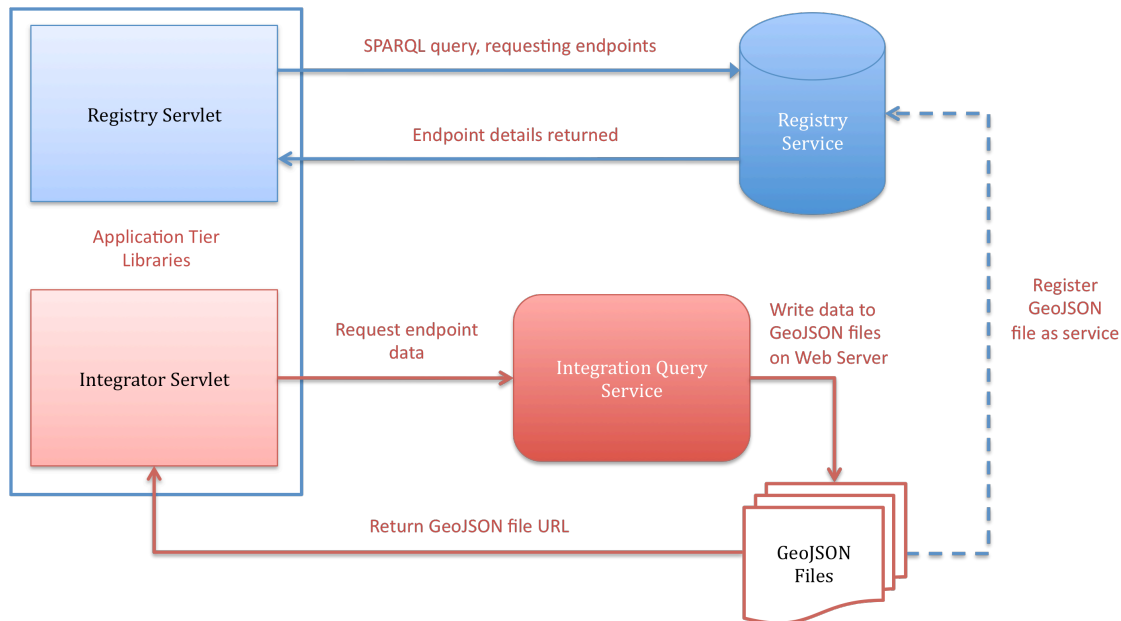 SPARQL query, requesting endpoints
Registry Servlet
Registry
Service
Endpoint details returned
Application Tier
Libraries
Register
GeoJSON
file as service
Request endpoint
data
Write data to
GeoJSON files
on Web Server
Integrator Servlet
Integration Query
Service
Return GeoJSON file URL
GeoJSON
Files